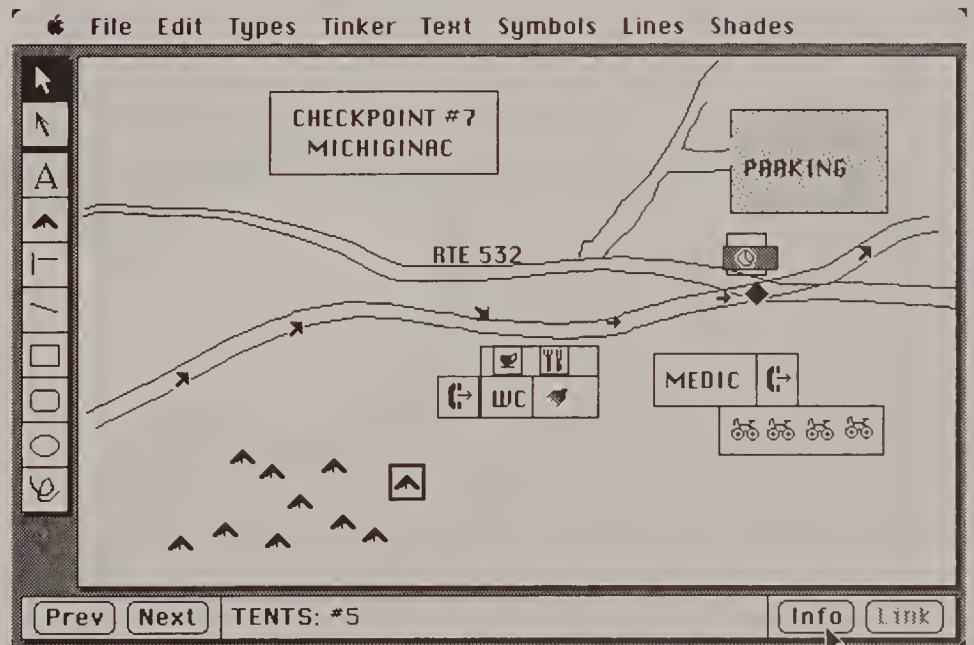 File Edit Types Tinker Text Symbols Lines Shades
CHECKPOINT #7
MICHIGINAC
PARKING
RTE 532
A
MEDIC
WC
Prev Next TENTS: #5 Info Link